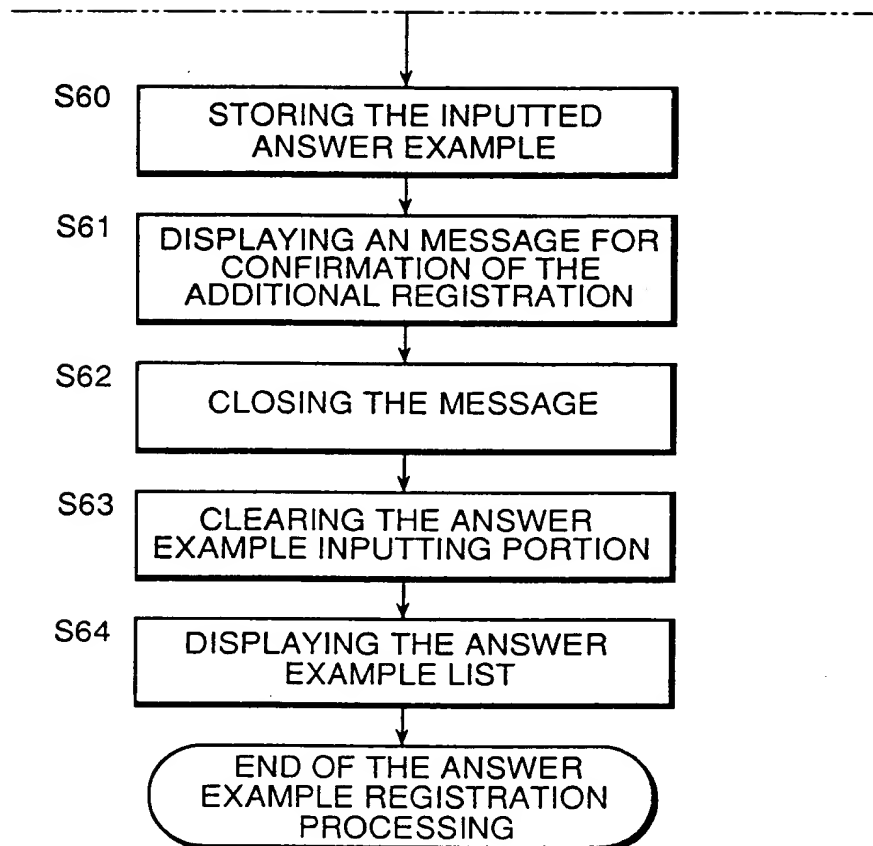 S60
STORING THE INPUTTED
ANSWER EXAMPLE
S61
DISPLAYING AN MESSAGE FOR
CONFIRMATION OF THE
ADDITIONAL REGISTRATION
S62
CLOSING THE MESSAGE
S63
CLEARING THE ANSWER
EXAMPLE INPUTTING PORTION
S64
DISPLAYING THE ANSWER
EXAMPLE LIST
END OF THE ANSWER
EXAMPLE REGISTRATION
PROCESSING